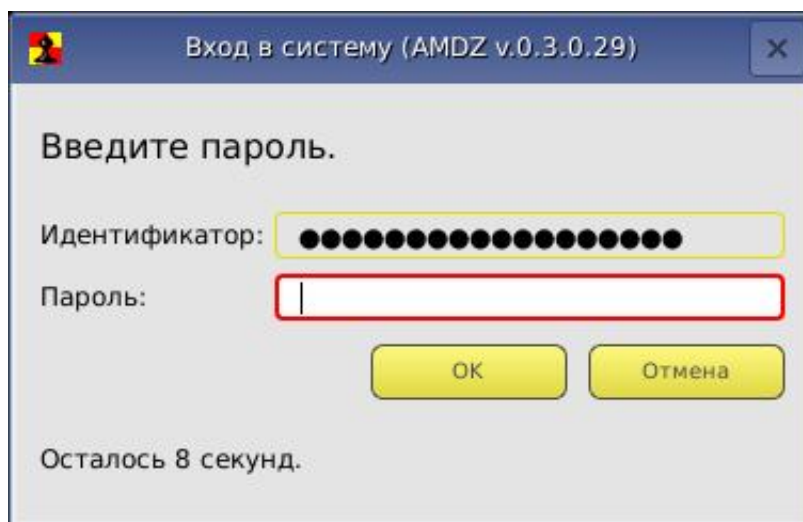 Вход в систему (AMDZ v.0.3.0.29)
Введите пароль.
Идентификатор: ●●●●●●●●●●●●●●●●●●
Пароль:
OK Отмена
Осталось 8 секунд.